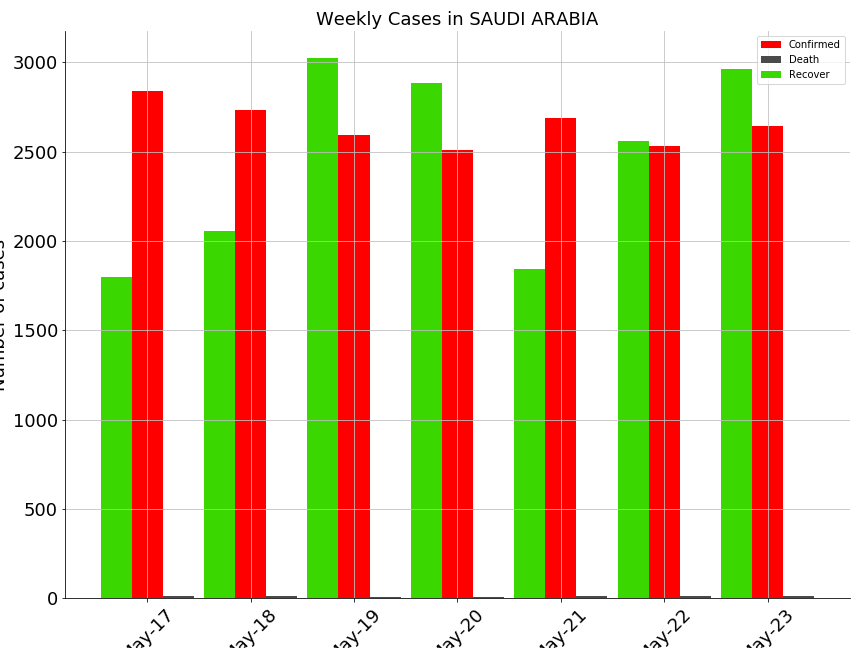 Weekly Cases in SAUDI ARABIA
Confirmed
Death
Recover
3000
2500
2000
1500
1000
500
0
Number of cases
May-17
May-18
May-19
May-20
May-21
May-22
May-23